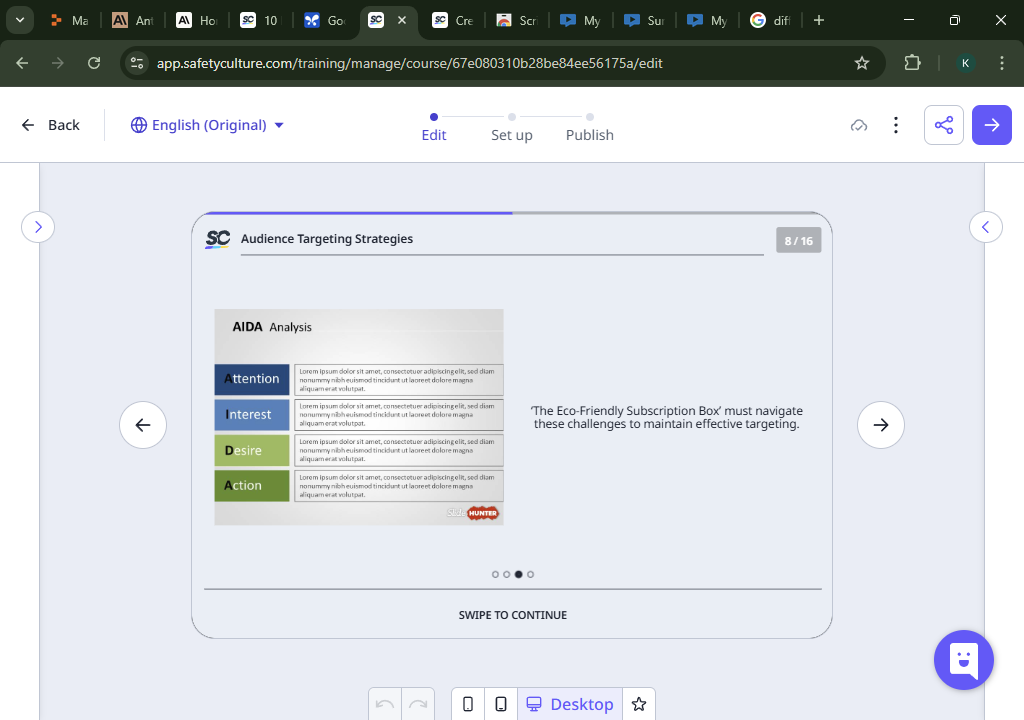 Ma
Ant
Ho
SC
10
Goo
SC
SC
Cre
Scri
My
Sur
My
diff
app.safetyculture.com/training/manage/course/67e080310b28be84ee56175a/edit
K
Back
English (Original)
Edit
Set up
Publish
SC
Audience Targeting Strategies
8 / 16
AIDA Analysis
Attention
Lorem ipsum dolor sit amet, consectetuer adipiscing elit, sed diam
nonummy nibh euismod tincidunt ut laoreet dolore magna
aliquam erat volutpat.
Interest
Lorem ipsum dolor sit amet, consectetuer adipiscing elit, sed diam
nonummy nibh euismod tincidunt ut laoreet dolore magna
aliquam erat volutpat.
Desire
Lorem ipsum dolor sit amet, consectetuer adipiscing elit, sed diam
nonummy nibh euismod tincidunt ut laoreet dolore magna
aliquam erat volutpat.
Action
Lorem ipsum dolor sit amet, consectetuer adipiscing elit, sed diam
nonummy nibh euismod tincidunt ut laoreet dolore magna
aliquam erat volutpat.
Slide HUNTER
‘The Eco-Friendly Subscription Box’ must navigate
these challenges to maintain effective targeting.
SWIPE TO CONTINUE
Desktop